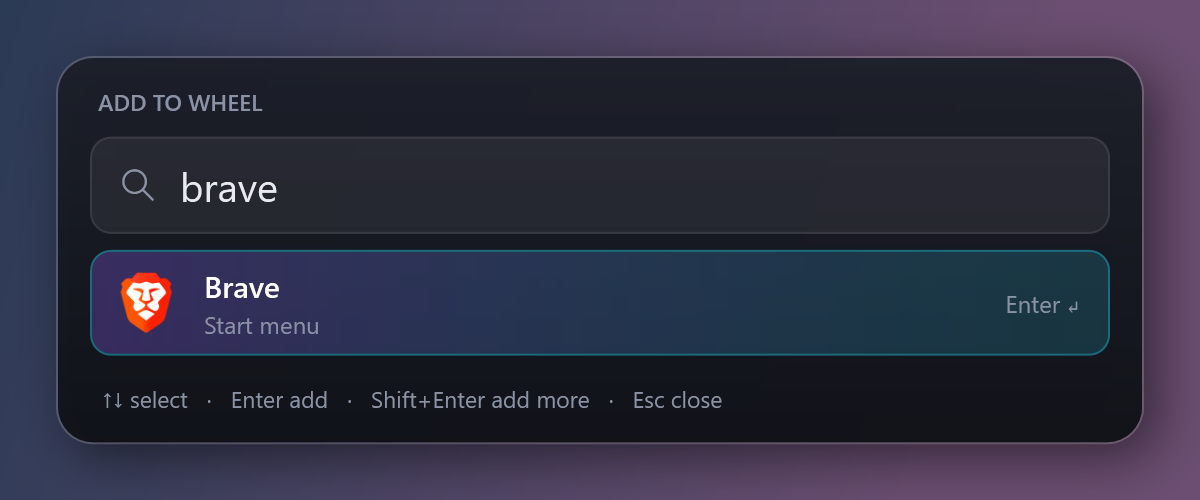 ADD TO WHEEL
brave
Brave
Start menu
Enter ↵
↑↓ select · Enter add · Shift+Enter add more · Esc close